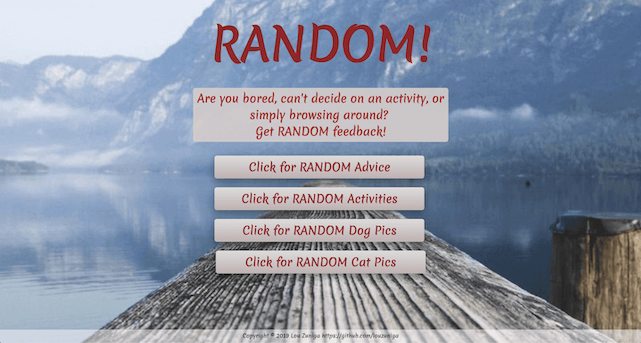 RANDOM!
Are you bored, can't decide on an activity, or
simply browsing around?
Get RANDOM feedback!
Click for RANDOM Advice
Click for RANDOM Activities
Click for RANDOM Dog Pics
Click for RANDOM Cat Pics
Copyright © 2019 Lou Zuniga https://github.com/louzuniga